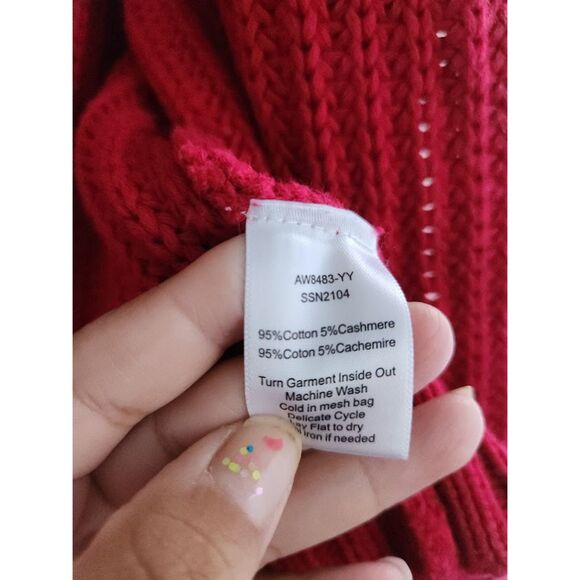 AW8483-YY
SSN2104
95%Cotton 5%Cashmere
95%Coton 5%Cachemire
Turn Garment Inside Out
Machine Wash
Cold in mesh bag
Delicate Cycle
Lay Flat to dry
iron if needed